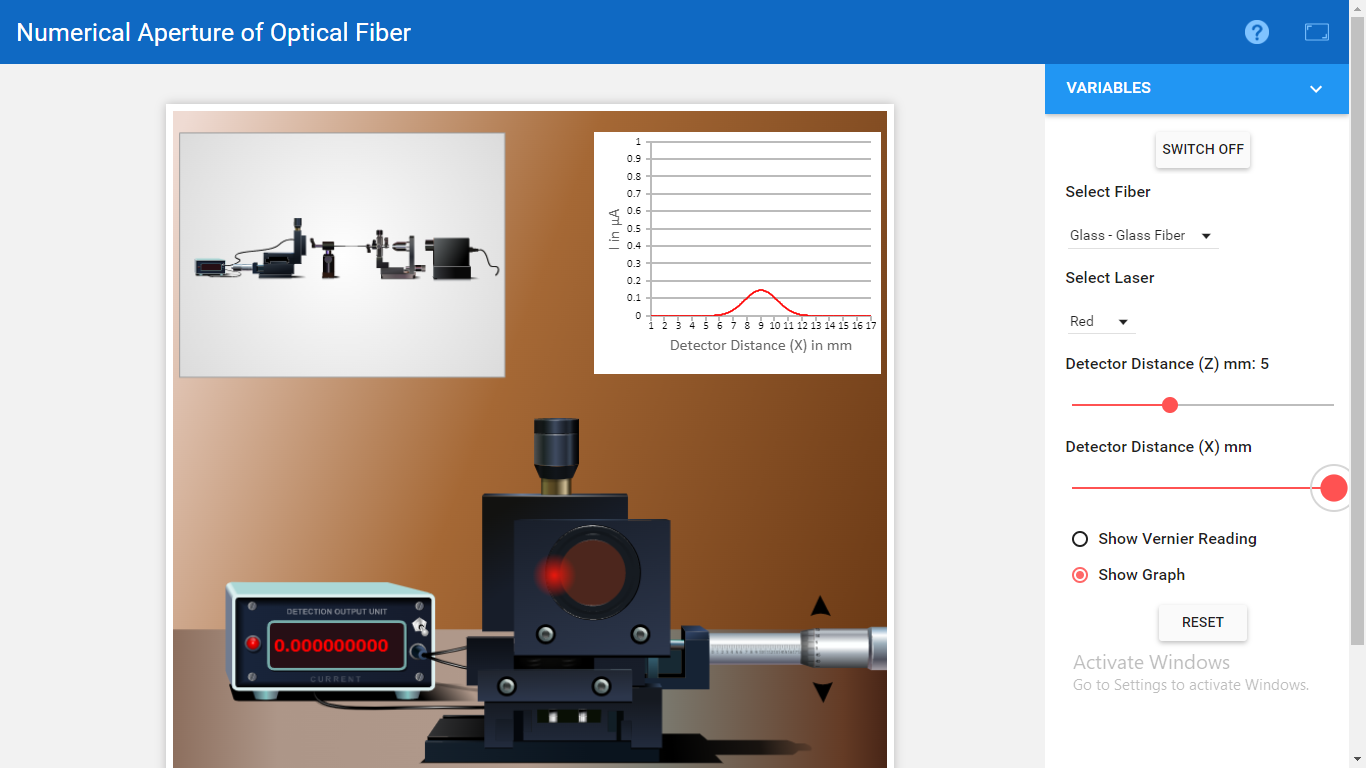 Numerical Aperture of Optical Fiber
?
VARIABLES
SWITCH OFF
Select Fiber
Glass - Glass Fiber
Select Laser
Red
Detector Distance (Z) mm: 5
Detector Distance (X) mm
Show Vernier Reading
Show Graph
RESET
Activate Windows
Go to Settings to activate Windows.
I in µA
1
0.9
0.8
0.7
0.6
0.5
0.4
0.3
0.2
0.1
0
1 2 3 4 5 6 7 8 9 10 11 12 13 14 15 16 17
Detector Distance (X) in mm
DETECTION OUTPUT UNIT
0.000000000
CURRENT